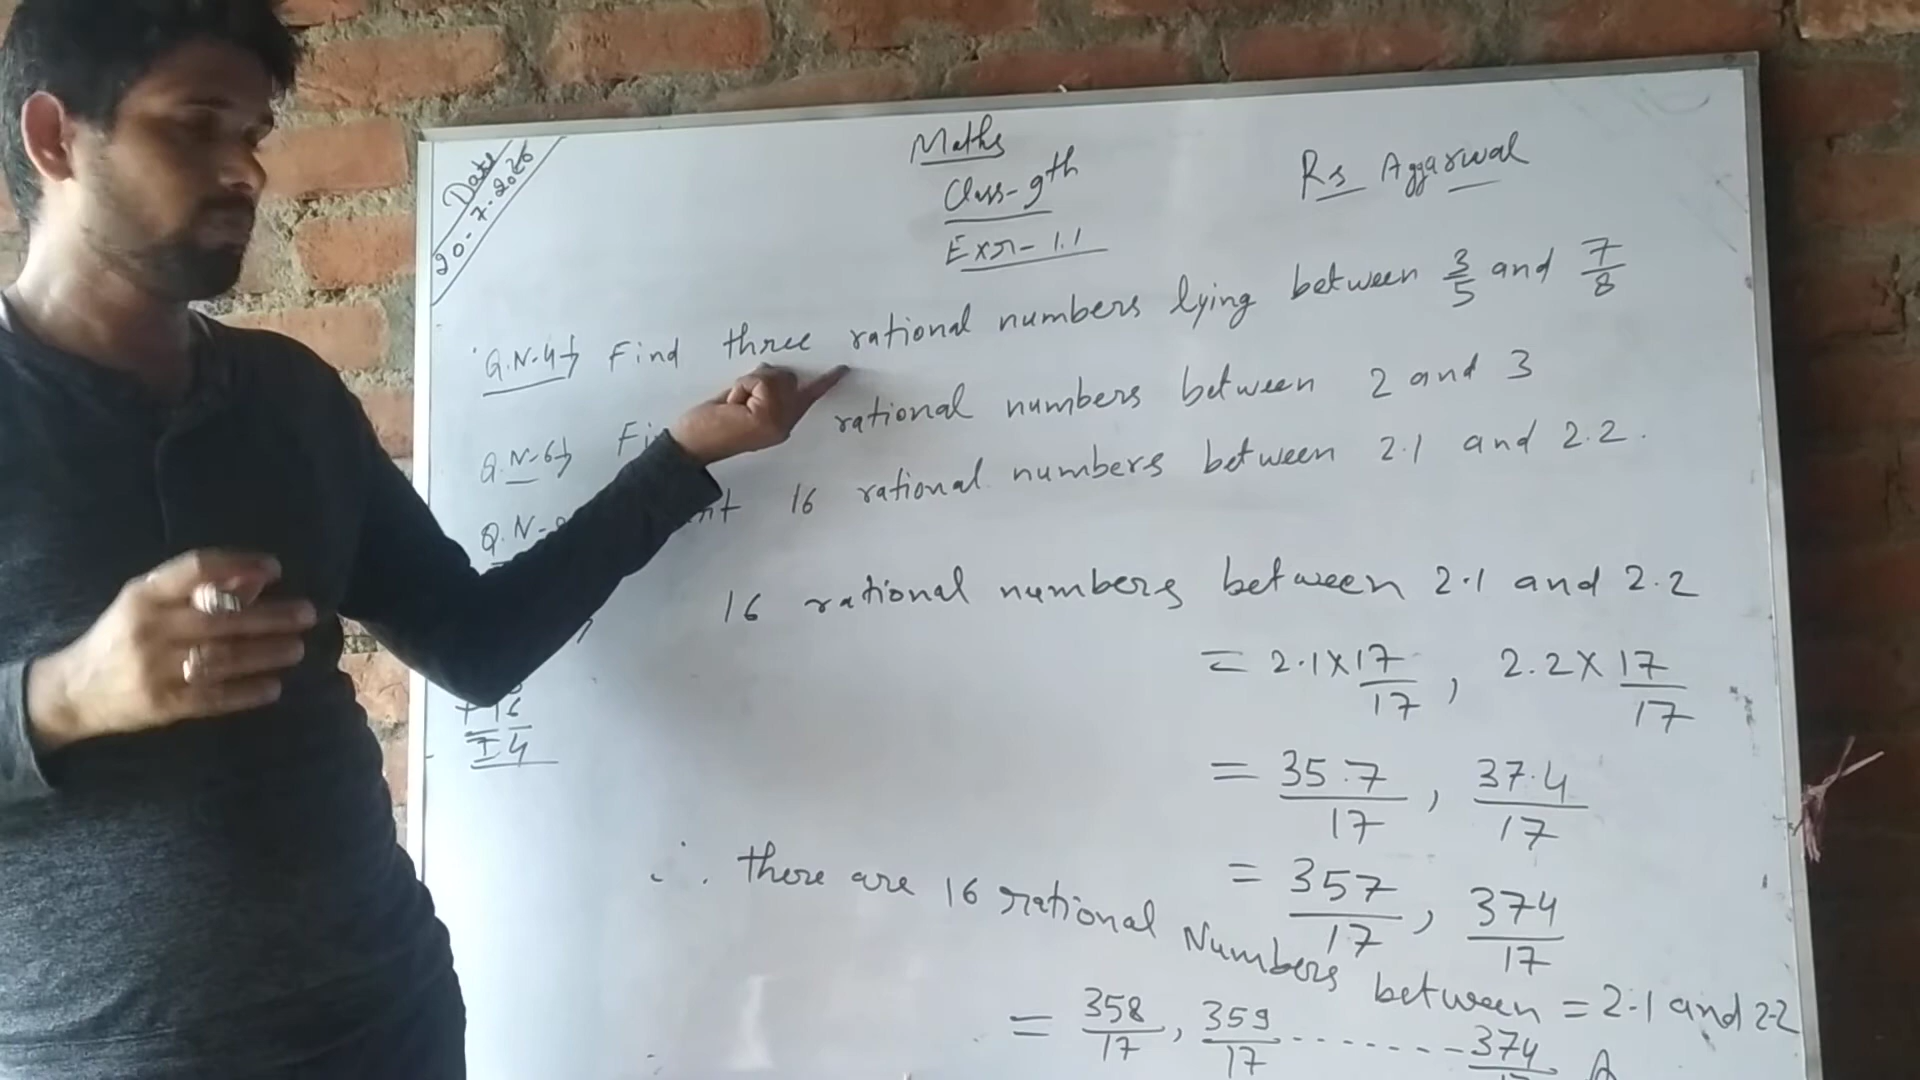 Date
20-7-2020
Maths
Class-9th
Exr-1.1
Rs Aggarwal
Q.N.4→ Find three rational numbers lying between 3/5 and 7/8
Q.N-6→ rational numbers between 2 and 3
Q.N- 16 rational numbers between 2.1 and 2.2.
16 rational numbers between 2.1 and 2.2
= 2.1×17/17, 2.2×17/17
= 35.7/17, 37.4/17
= 357/17, 374/17
∴ there are 16 rational Numbers between = 2.1 and 2.2
= 358/17, 359/17 ------- 374